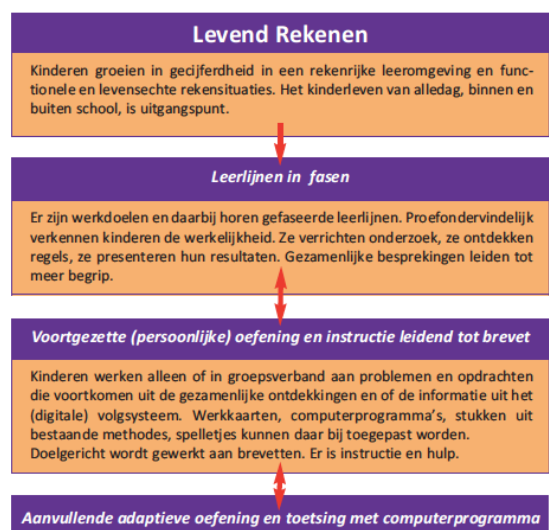 Levend Rekenen
Kinderen groeien in gecijferdheid in een rekenrijke leeromgeving en func-
tionele en levensechte rekensituaties. Het kinderleven van alledag, binnen en
buiten school, is uitgangspunt.
Leerlijnen in fasen
Er zijn werkdoelen en daarbij horen gefaseerde leerlijnen. Proefondervindelijk
verkennen kinderen de werkelijkheid. Ze verrichten onderzoek, ze ontdekken
regels, ze presenteren hun resultaten. Gezamenlijke besprekingen leiden tot
meer begrip.
Voortgezette (persoonlijke) oefening en instructie leidend tot brevet
Kinderen werken alleen of in groepsverband aan problemen en opdrachten
die voortkomen uit de gezamenlijke ontdekkingen en of de informatie uit het
(digitale) volgsysteem. Werkkaarten, computerprogramma's, stukken uit
bestaande methodes, spelletjes kunnen daar bij toegepast worden.
Doelgericht wordt gewerkt aan brevetten. Er is instructie en hulp.
Aanvullende adaptieve oefening en toetsing met computerprogramma